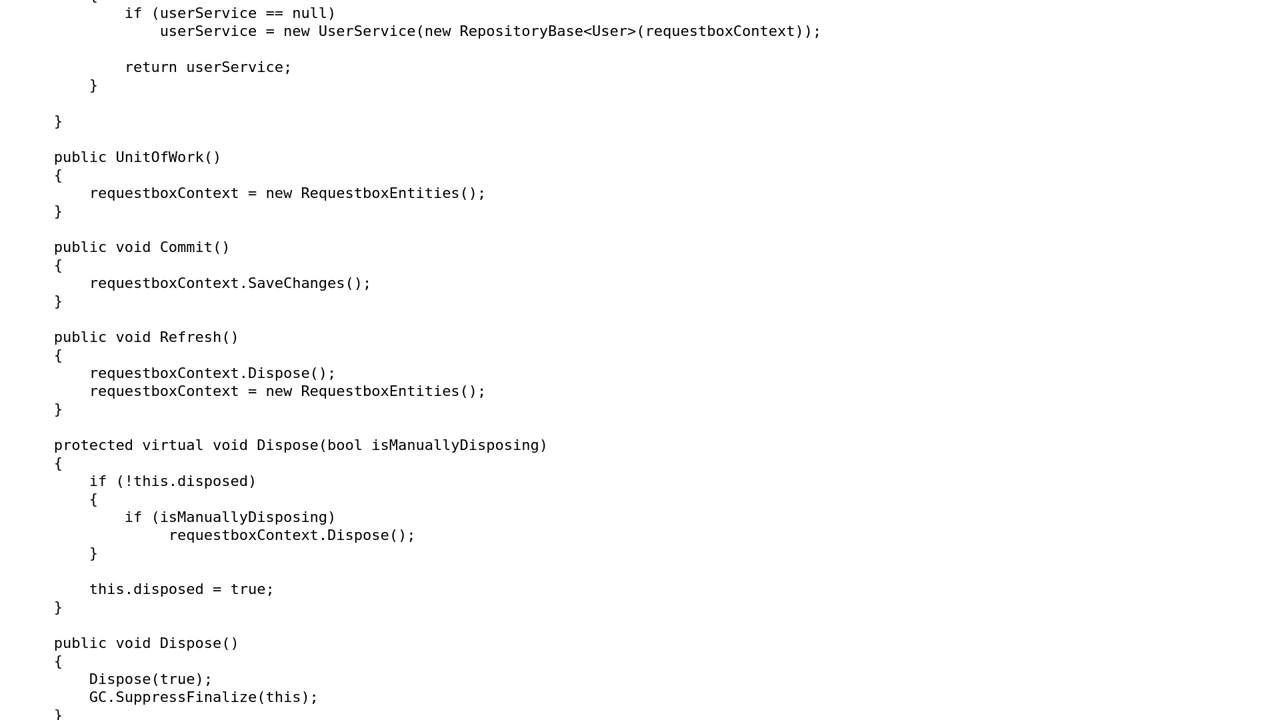 {
if (userService == null)
userService = new UserService(new RepositoryBase<User>(requestboxContext));
return userService;
}
}
public UnitOfWork()
{
requestboxContext = new RequestboxEntities();
}
public void Commit()
{
requestboxContext.SaveChanges();
}
public void Refresh()
{
requestboxContext.Dispose();
requestboxContext = new RequestboxEntities();
}
protected virtual void Dispose(bool isManuallyDisposing)
{
if (!this.disposed)
{
if (isManuallyDisposing)
requestboxContext.Dispose();
}
this.disposed = true;
}
public void Dispose()
{
Dispose(true);
GC.SuppressFinalize(this);
}